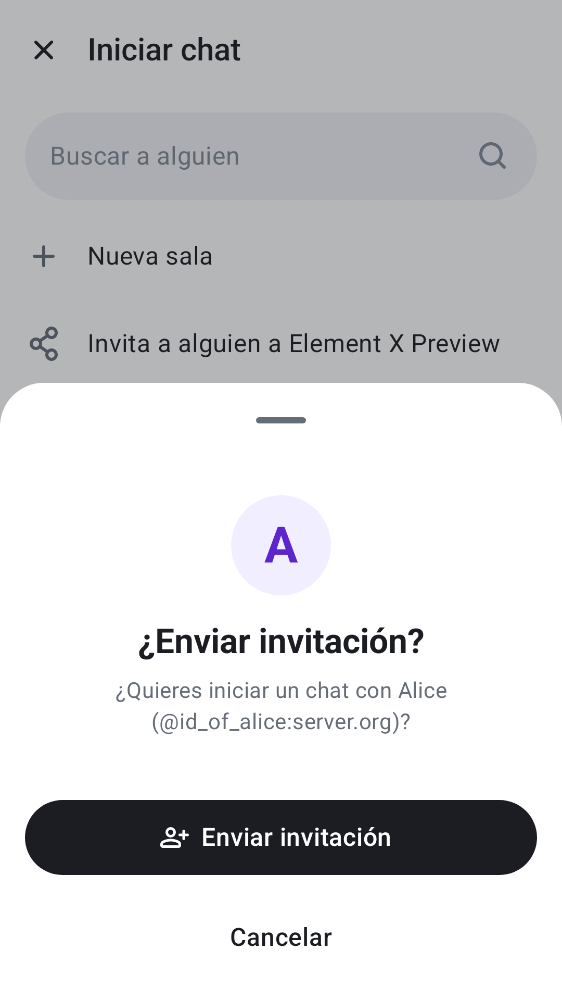 Iniciar chat
Buscar a alguien
Nueva sala
Invita a alguien a Element X Preview
A
¿Enviar invitación?
¿Quieres iniciar un chat con Alice
(@id_of_alice:server.org)?
Enviar invitación
Cancelar